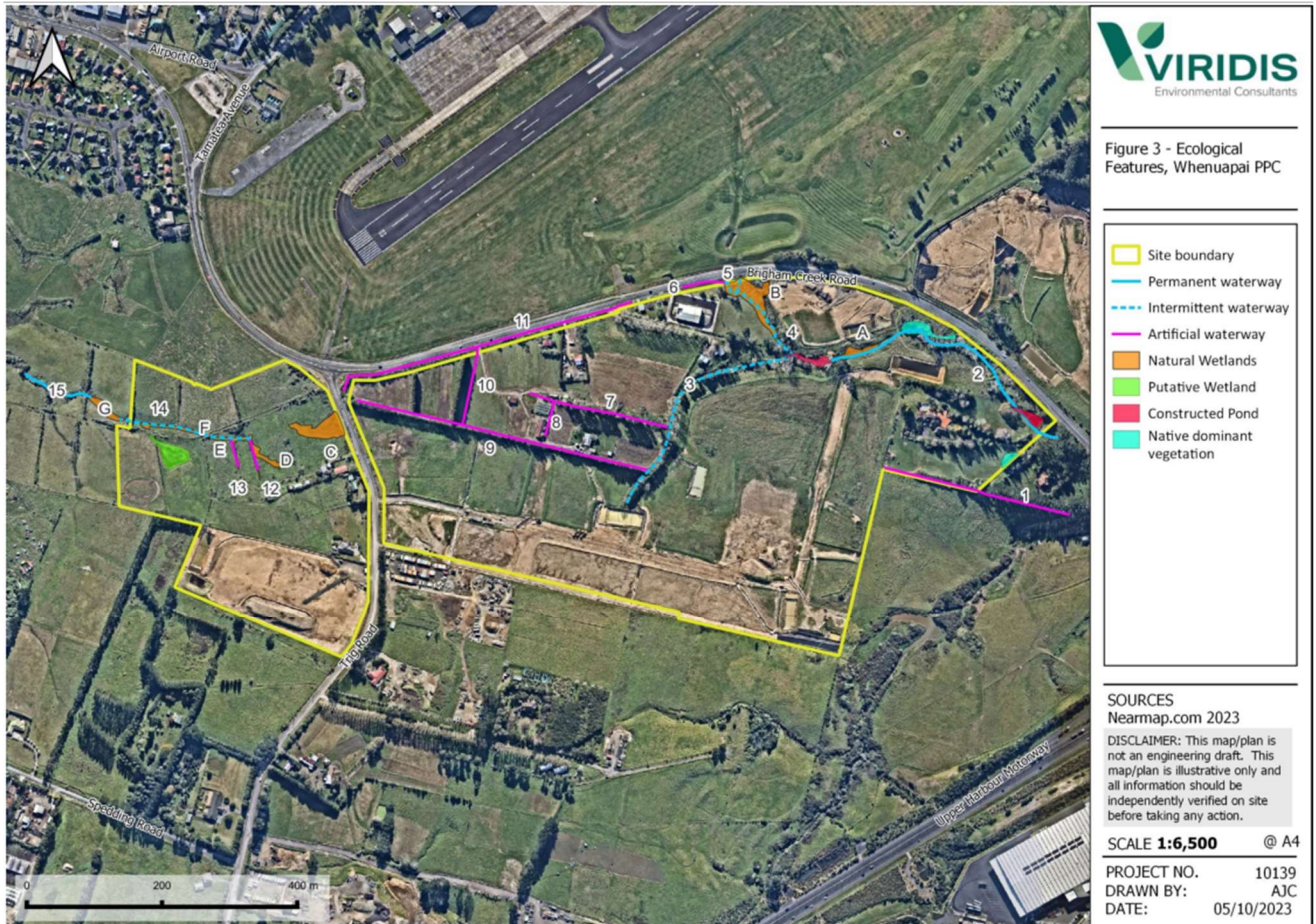 Airport Road
Tamatea Avenue
Brigham Creek Road
5
6
B
11
4
A
10
3
2
15
14
G
F
7
8
E
D
C
9
13
12
1
Trig Road
Spedding Road
Upper Harbour Motorway
0 200 400 m
VIRIDIS
Environmental Consultants
Figure 3 - Ecological
Features, Whenuapai PPC
Site boundary
Permanent waterway
Intermittent waterway
Artificial waterway
Natural Wetlands
Putative Wetland
Constructed Pond
Native dominant
vegetation
SOURCES
Nearmap.com 2023
DISCLAIMER: This map/plan is
not an engineering draft. This
map/plan is illustrative only and
all information should be
independently verified on site
before taking any action.
SCALE 1:6,500 @ A4
PROJECT NO. 10139
DRAWN BY: AJC
DATE: 05/10/2023